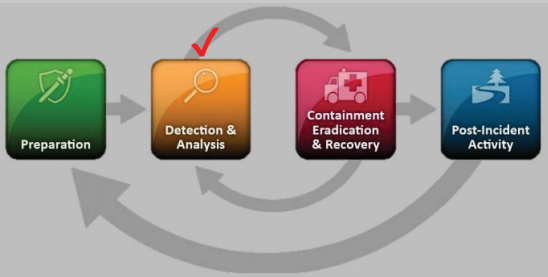 Preparation
Detection &
Analysis
Containment
Eradication
& Recovery
Post-Incident
Activity